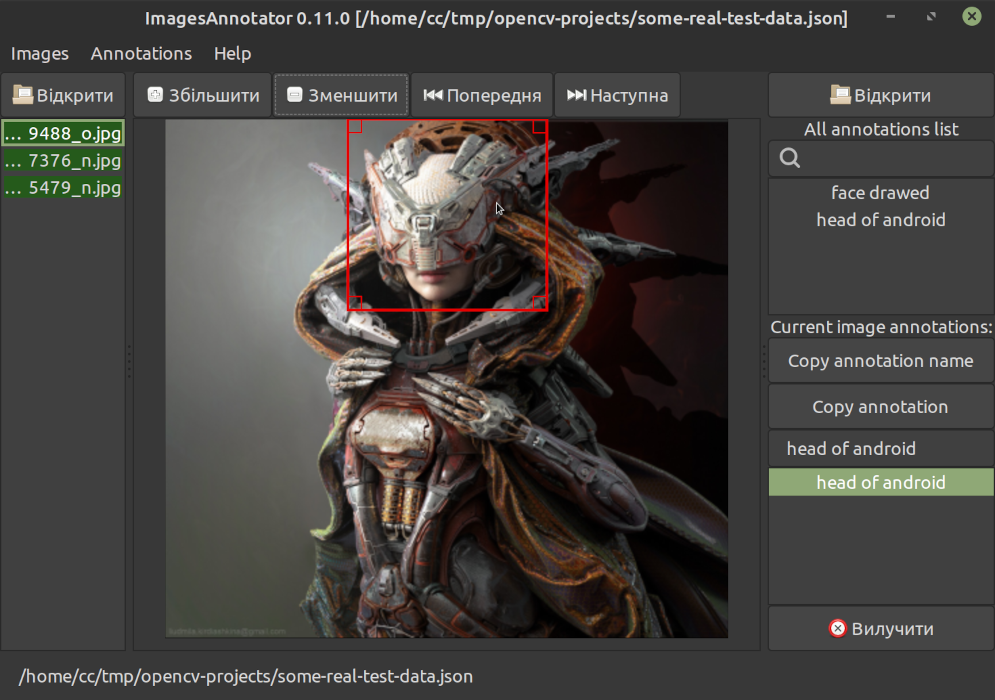 ImagesAnnotator 0.11.0 [/home/cc/tmp/opencv-projects/some-real-test-data.json]
Images Annotations Help
Відкрити
Збільшити
Зменшити
Попередня
Наступна
Відкрити
... 9488_o.jpg
... 7376_n.jpg
... 5479_n.jpg
All annotations list
face drawed
head of android
Current image annotations:
Copy annotation name
Copy annotation
head of android
head of android
Вилучити
/home/cc/tmp/opencv-projects/some-real-test-data.json